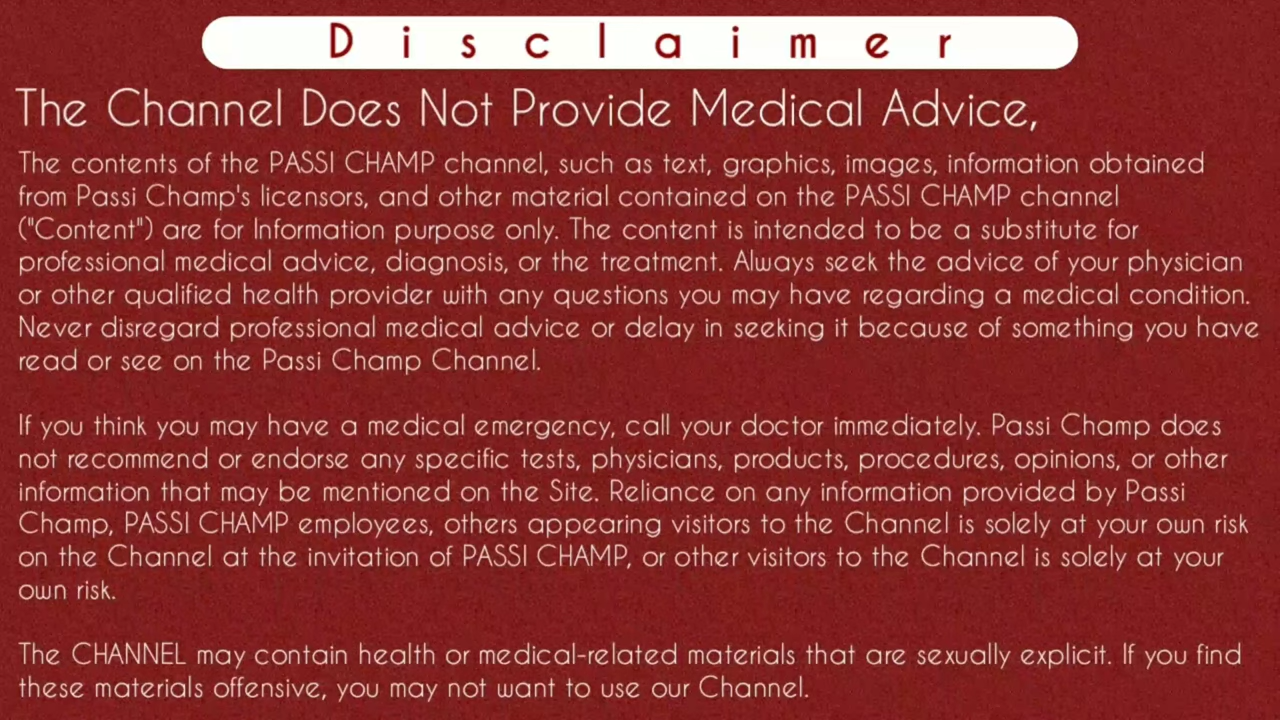 Disclaimer
The Channel Does Not Provide Medical Advice,
The contents of the PASSI CHAMP channel, such as text, graphics, images, information obtained
from Passi Champ's licensors, and other material contained on the PASSI CHAMP channel
("Content") are for Information purpose only. The content is intended to be a substitute for
professional medical advice, diagnosis, or the treatment. Always seek the advice of your physician
or other qualified health provider with any questions you may have regarding a medical condition.
Never disregard professional medical advice or delay in seeking it because of something you have
read or see on the Passi Champ Channel.
If you think you may have a medical emergency, call your doctor immediately. Passi Champ does
not recommend or endorse any specific tests, physicians, products, procedures, opinions, or other
information that may be mentioned on the Site. Reliance on any information provided by Passi
Champ, PASSI CHAMP employees, others appearing visitors to the Channel is solely at your own risk
on the Channel at the invitation of PASSI CHAMP, or other visitors to the Channel is solely at your
own risk.
The CHANNEL may contain health or medical-related materials that are sexually explicit. If you find
these materials offensive, you may not want to use our Channel.